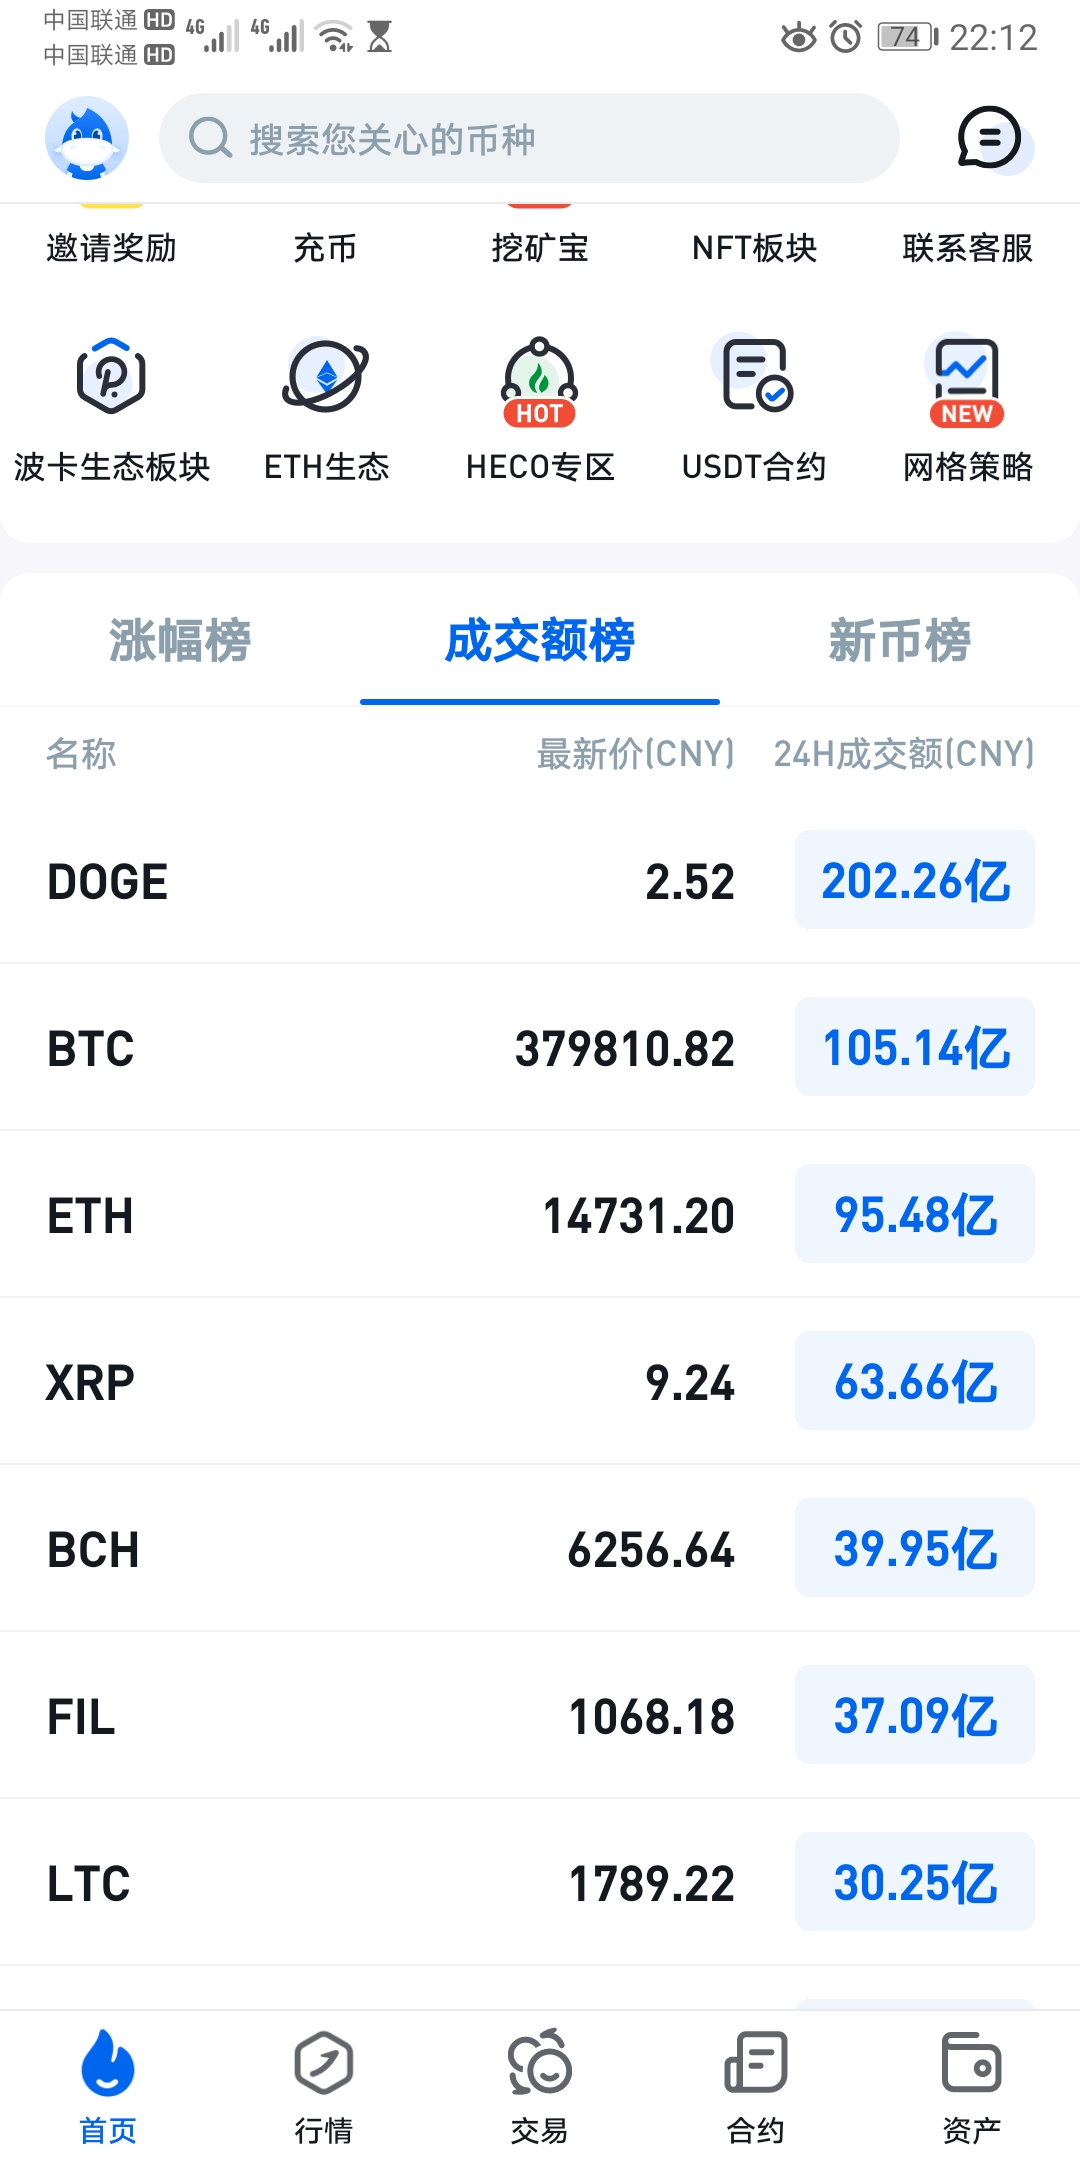 中国联通 HD 4G 4G
中国联通 HD
74 22:12
搜索您关心的币种
邀请奖励 充币 挖矿宝 NFT板块 联系客服
HOT NEW
波卡生态板块 ETH生态 HECO专区 USDT合约 网格策略
涨幅榜 成交额榜 新币榜
名称 最新价(CNY) 24H成交额(CNY)
DOGE 2.52 202.26亿
BTC 379810.82 105.14亿
ETH 14731.20 95.48亿
XRP 9.24 63.66亿
BCH 6256.64 39.95亿
FIL 1068.18 37.09亿
LTC 1789.22 30.25亿
首页 行情 交易 合约 资产